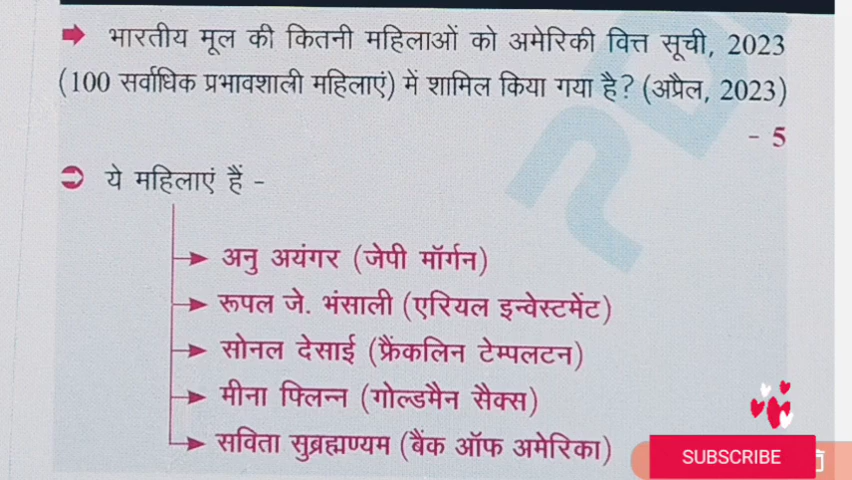 भारतीय मूल की कितनी महिलाओं को अमेरिकी वित्त सूची, 2023
(100 सर्वाधिक प्रभावशाली महिलाएं) में शामिल किया गया है? (अप्रैल, 2023)
- 5
ये महिलाएं हैं -
अनु अयंगर (जेपी मॉर्गन)
रूपल जे. भंसाली (एरियल इन्वेस्टमेंट)
सोनल देसाई (फ्रैंकलिन टेम्पलटन)
मीना फ्लिन्न (गोल्डमैन सैक्स)
सविता सुब्रह्मण्यम (बैंक ऑफ अमेरिका)
SUBSCRIBE